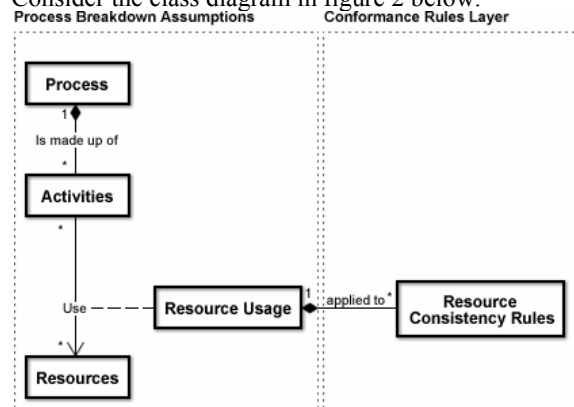 Consider the class diagram in figure 2 below.
Process Breakdown Assumptions
Conformance Rules Layer
Process
1
Is made up of
*
Activities
*
Use
Resource Usage
1
applied to
*
Resource
Consistency Rules
*
Resources